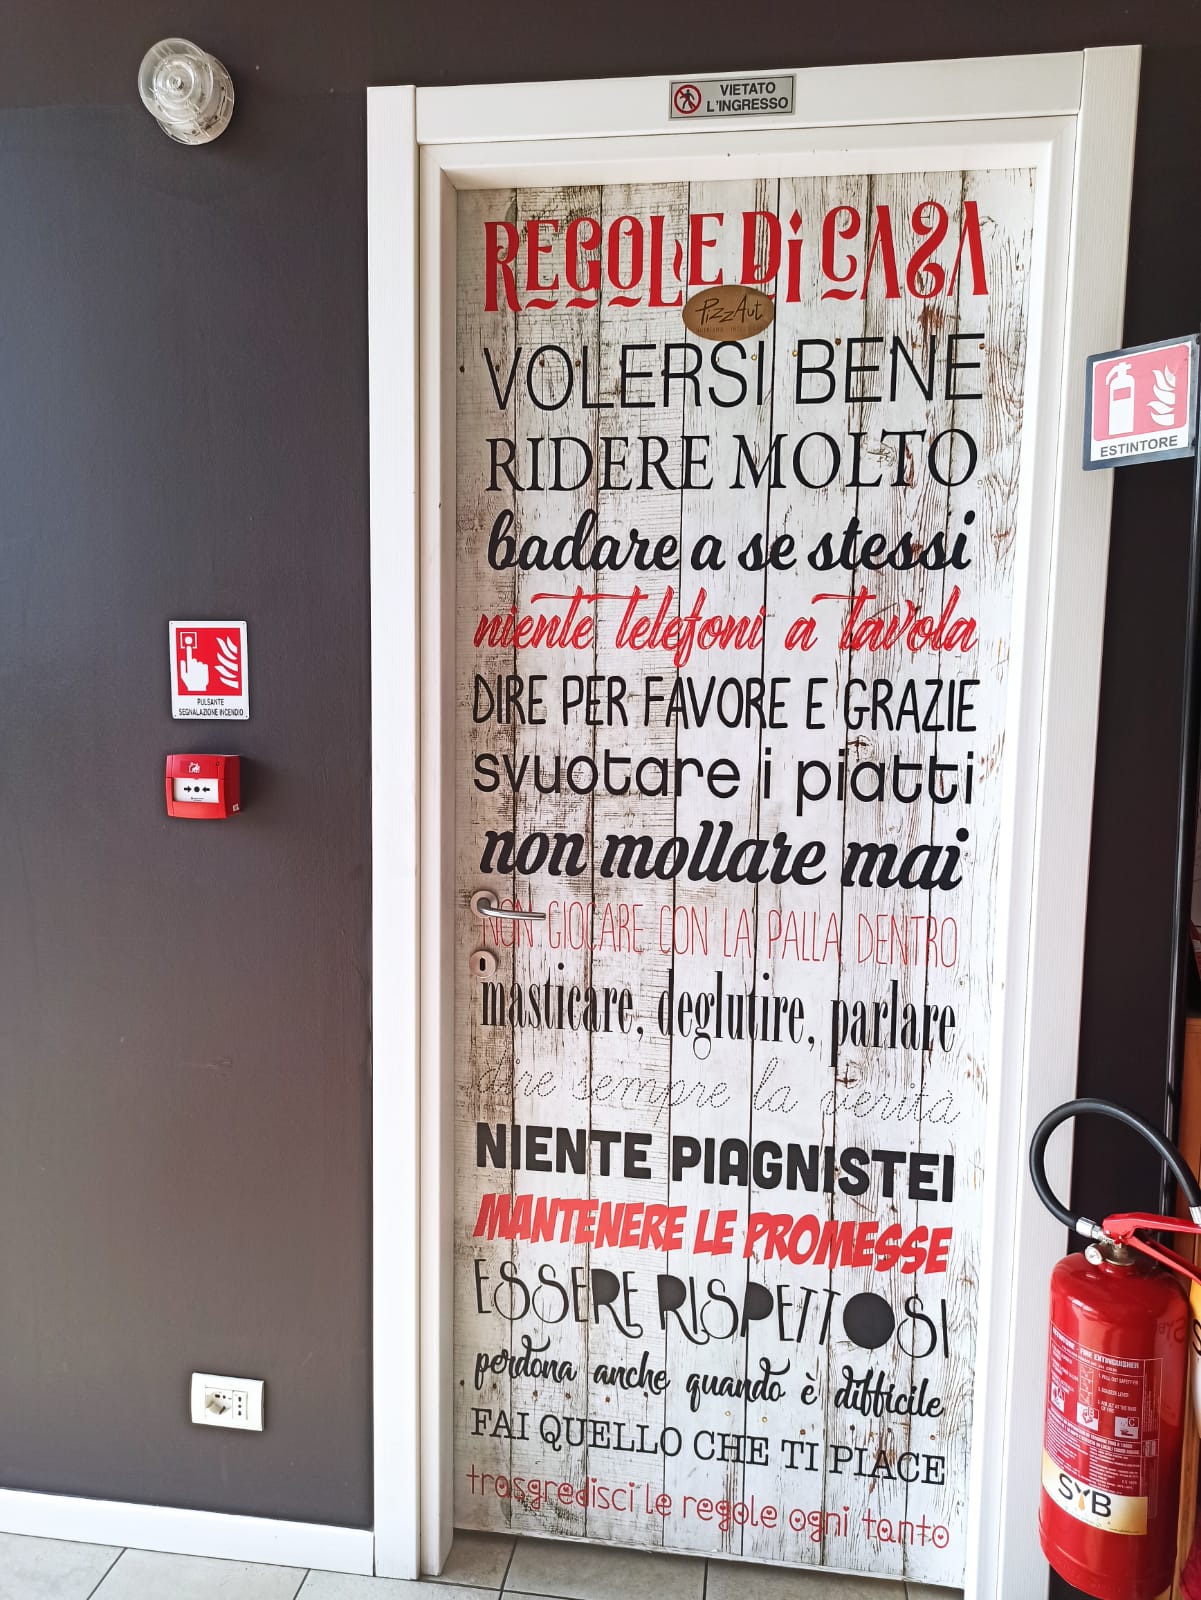 VIETATO
L'INGRESSO
REGOLE Di CASA
PizzAut
VOLERSI BENE
RIDERE MOLTO
badare a se stessi
niente telefoni a tavola
DIRE PER FAVORE E GRAZIE
svuotare i piatti
non mollare mai
NON GIOCARE CON LA PALLA DENTRO
masticare, deglutire, parlare
dire sempre la verità
NIENTE PIAGNISTEI
MANTENERE LE PROMESSE
ESSERE RISPETTOSI
perdona anche quando è difficile
FAI QUELLO CHE TI PIACE
trasgredisci le regole ogni tanto
PULSANTE
SEGNALAZIONE INCENDIO
ESTINTORE
FIRE EXTINGUISHER
SYB